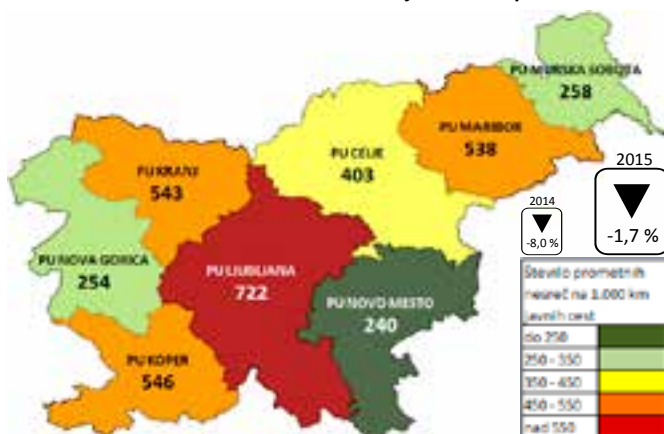 PU MURSKA SOBOTA
258
PU MARIBOR
538
PU CELJE
403
PU KRANJ
543
PU NOVA GORICA
254
PU LJUBLJANA
722
PU NOVO MESTO
240
PU KOPER
546
2015
-1,7 %
2014
-8,0 %
Število prometnih
nesreč na 1.000 km
javnih cest
do 250
250 - 350
350 - 450
450 - 550
nad 550